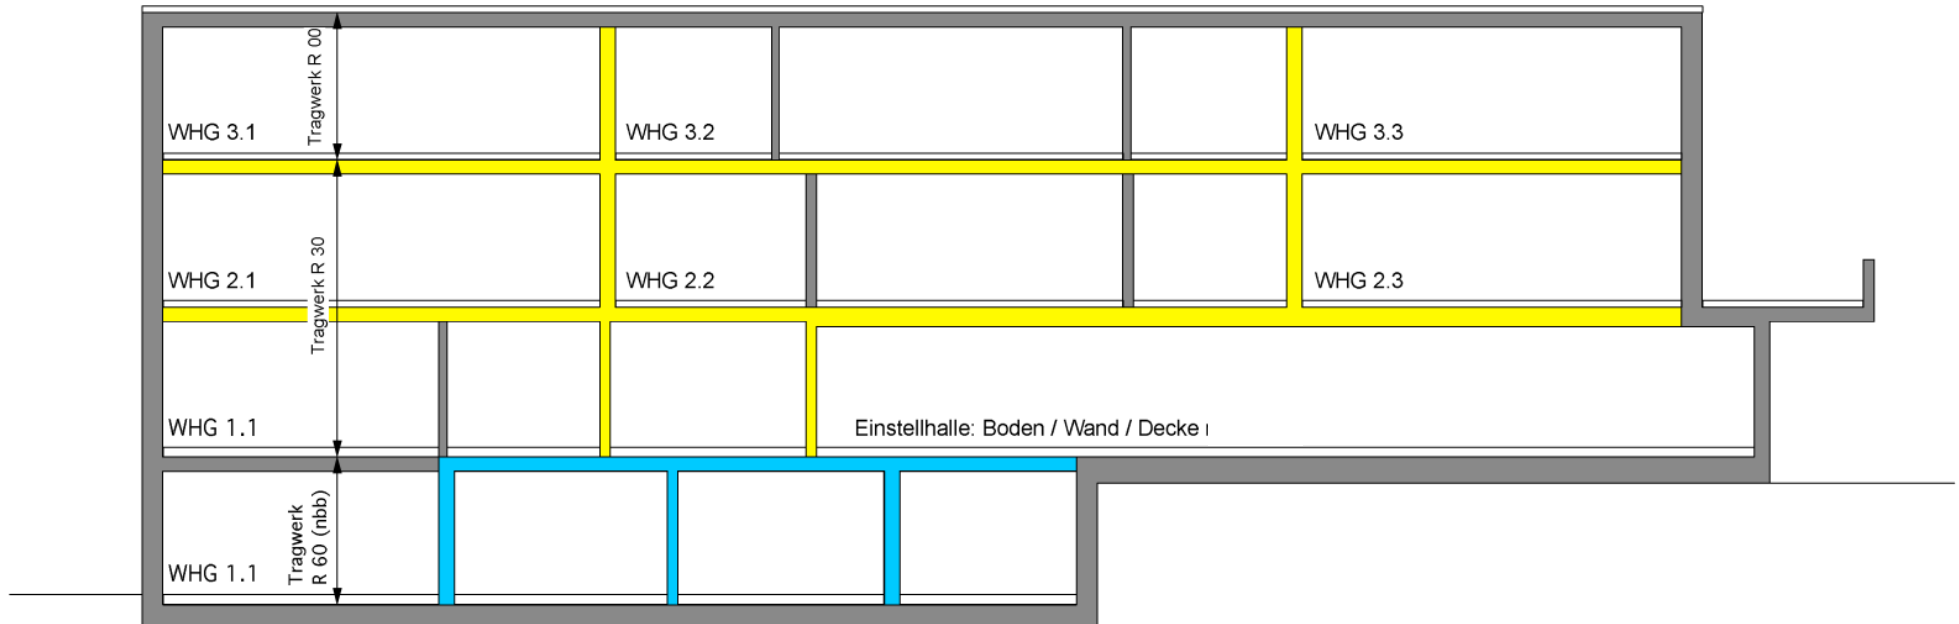 Tragwerk R 00
WHG 3.1
WHG 3.2
WHG 3.3
Tragwerk R 30
WHG 2.1
WHG 2.2
WHG 2.3
WHG 1.1
Einstellhalle: Boden / Wand / Decke
Tragwerk
R 60 (nbb)
WHG 1.1